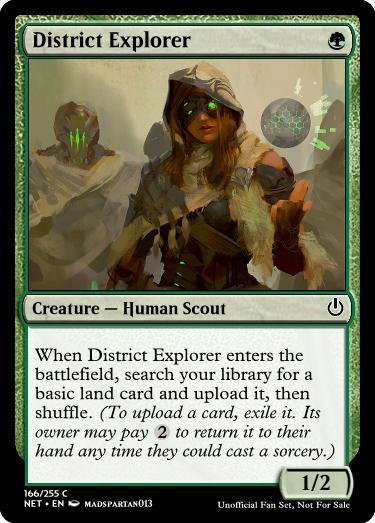 District Explorer
Creature — Human Scout
When District Explorer enters the
battlefield, search your library for a
basic land card and upload it, then
shuffle. (To upload a card, exile it. Its
owner may pay 2 to return it to their
hand any time they could cast a sorcery.)
1/2
166/255 C
NET • EN MADSPARTAN013
Unofficial Fan Set, Not For Sale